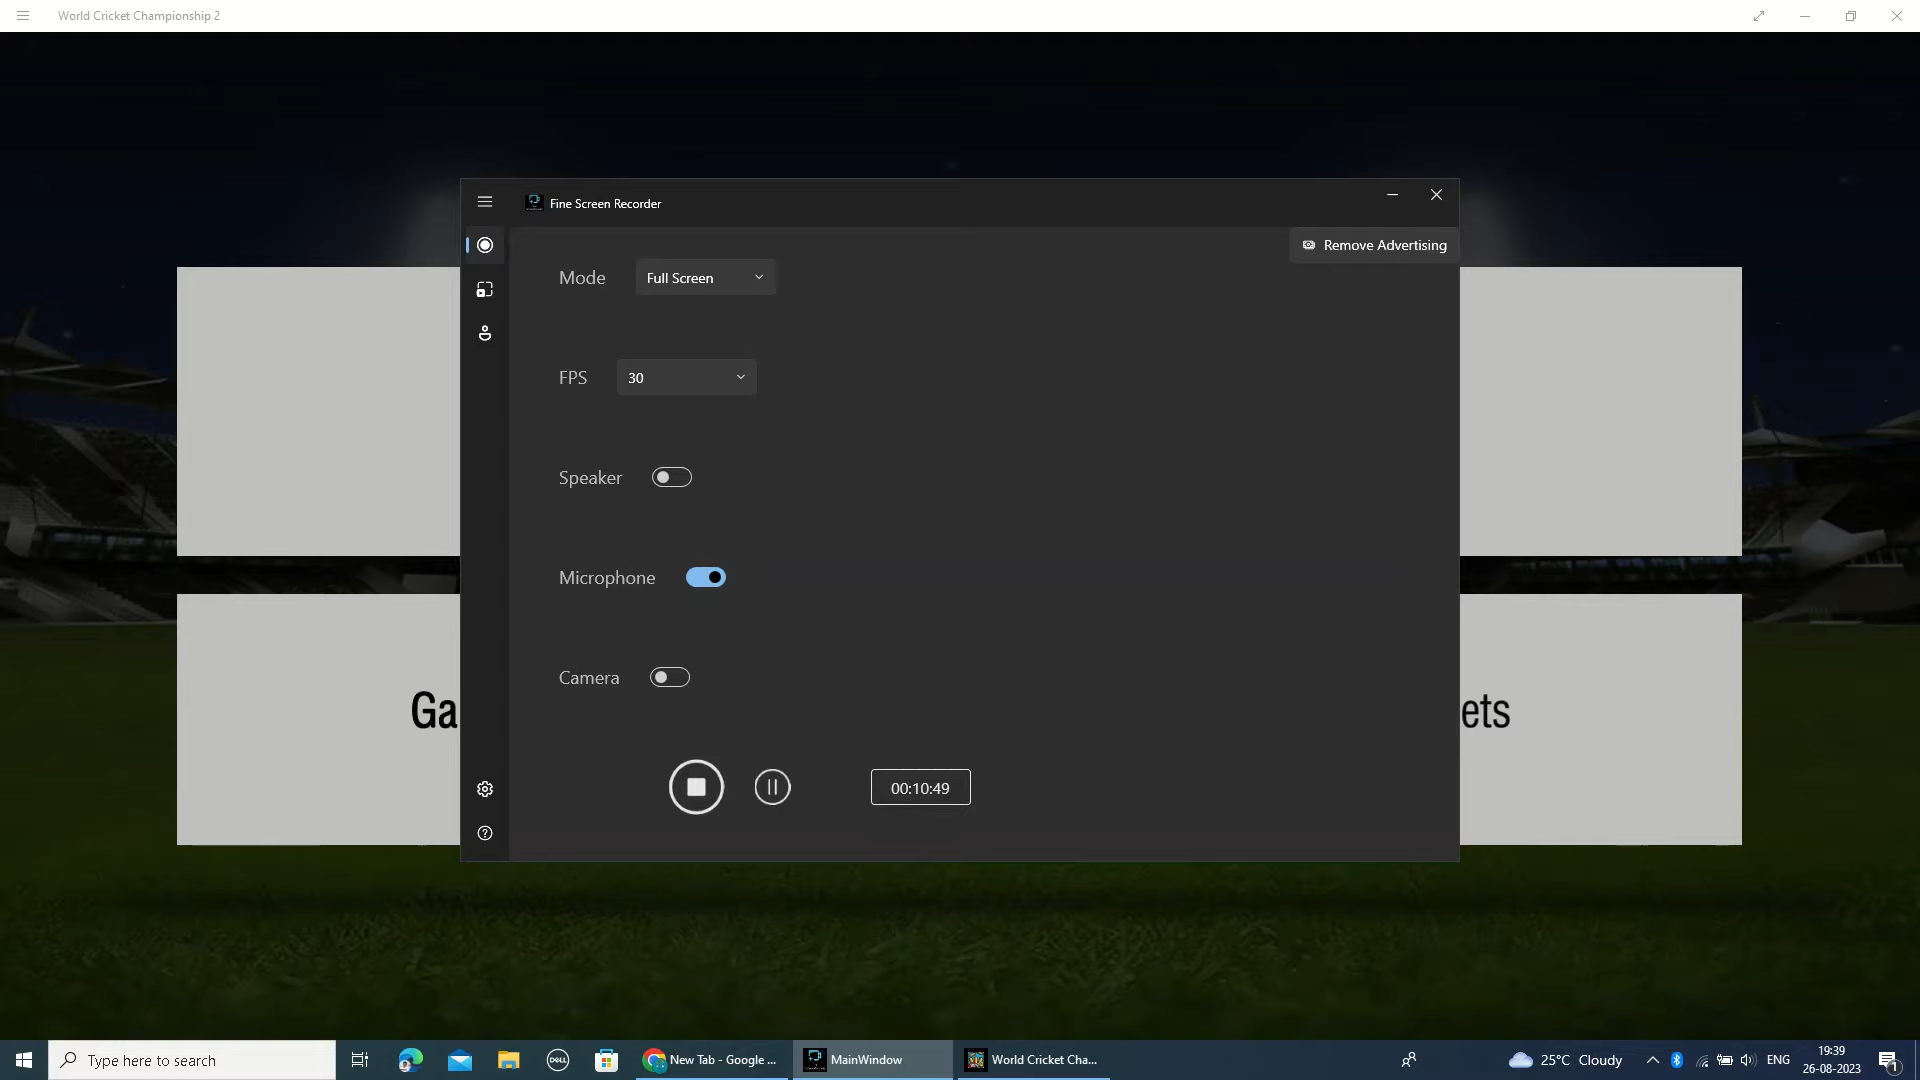 World Cricket Championship 2
Fine Screen Recorder
Remove Advertising
Mode Full Screen
FPS 30
Speaker
Microphone
Camera
Ga
ets
00:10:49
Type here to search
DELL
New Tab - Google ...
MainWindow
World Cricket Cha...
25°C Cloudy
ENG
19:39
26-08-2023
1